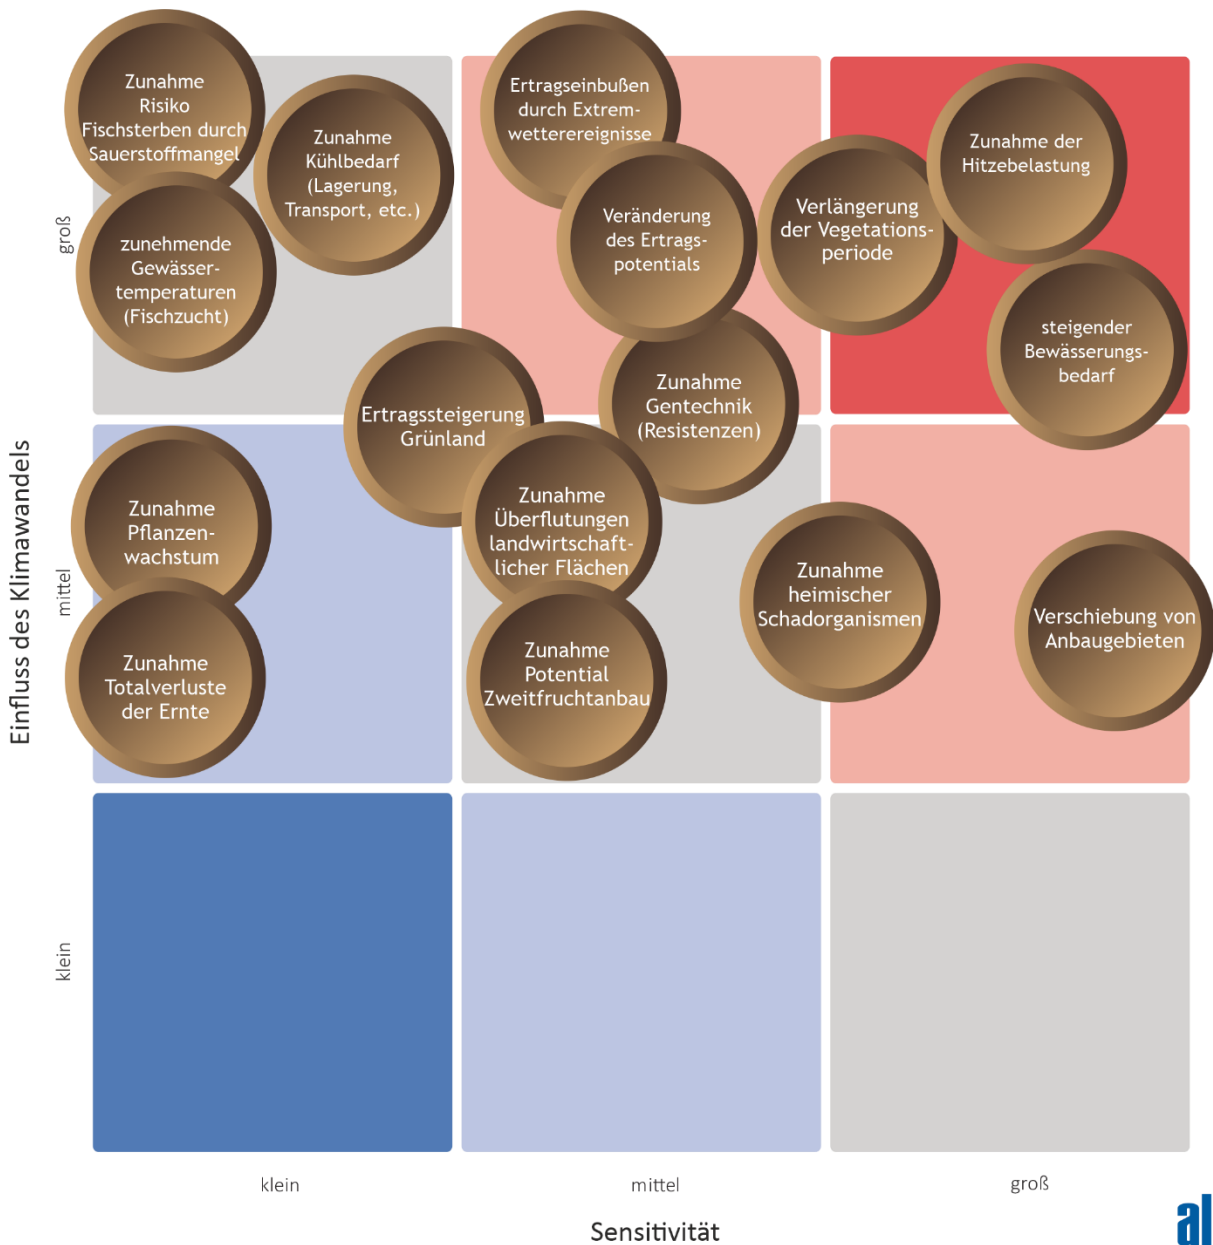 Zunahme
Risiko
Fischsterben durch
Sauerstoffmangel
Zunahme
Kühlbedarf
(Lagerung,
Transport, etc.)
zunehmende
Gewässer-
temperaturen
(Fischzucht)
Ertragseinbußen
durch Extrem-
wetterereignisse
Veränderung
des Ertrags-
potentials
Verlängerung
der Vegetations-
periode
Zunahme der
Hitzebelastung
steigender
Bewässerungs-
bedarf
Ertragssteigerung
Grünland
Zunahme
Gentechnik
(Resistenzen)
Zunahme
Pflanzen-
wachstum
Zunahme
Überflutungen
landwirtschaft-
licher Flächen
Zunahme
heimischer
Schadorganismen
Verschiebung von
Anbaugebieten
Zunahme
Totalverluste
der Ernte
Zunahme
Potential
Zweitfruchtanbau
Einfluss des Klimawandels
groß
mittel
klein
klein
mittel
groß
Sensitivität
al